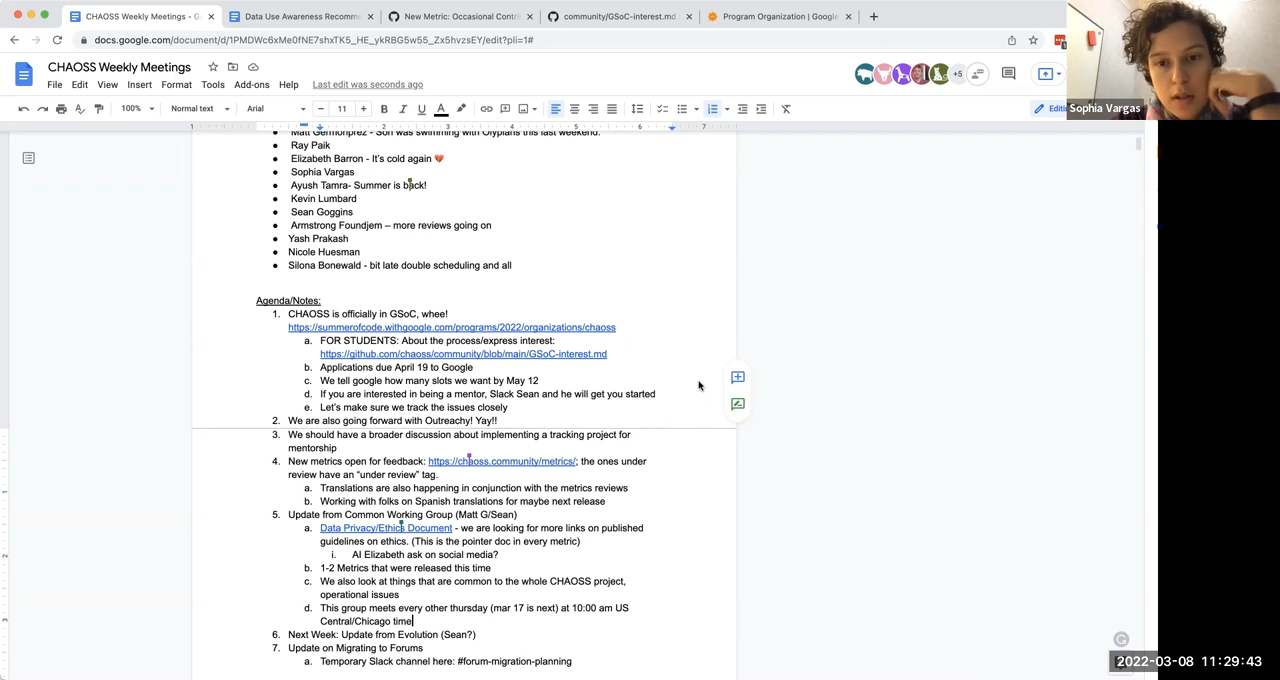 CHAOSS Weekly Meetings - G
Data Use Awareness Recomme
New Metric: Occasional Contri
community/GSoC-interest.md
Program Organization | Google
docs.google.com/document/d/1PMDWc6xMe0fNE7shxTK5_HE_ykRBG5w55_Zx5hvzsEY/edit?pli=1#
CHAOSS Weekly Meetings
File Edit View Insert Format Tools Add-ons Help Last edit was seconds ago
+5
100% Normal text Arial 11
Editi
Sophia Vargas
1 1 2 3 4 5 6 7
Matt Germonprez - Son was swimming with Olypians this last weekend.
Ray Paik
Elizabeth Barron - It's cold again 💔
Sophia Vargas
Ayush Tamra- Summer is back!
Kevin Lumbard
Sean Goggins
Armstrong Foundjem – more reviews going on
Yash Prakash
Nicole Huesman
Silona Bonewald - bit late double scheduling and all
Agenda/Notes:
1. CHAOSS is officially in GSoC, whee!
https://summerofcode.withgoogle.com/programs/2022/organizations/chaoss
a. FOR STUDENTS: About the process/express interest:
https://github.com/chaoss/community/blob/main/GSoC-interest.md
b. Applications due April 19 to Google
c. We tell google how many slots we want by May 12
d. If you are interested in being a mentor, Slack Sean and he will get you started
e. Let's make sure we track the issues closely
2. We are also going forward with Outreachy! Yay!!
3. We should have a broader discussion about implementing a tracking project for
mentorship
4. New metrics open for feedback: https://chaoss.community/metrics/; the ones under
review have an “under review” tag.
a. Translations are also happening in conjunction with the metrics reviews
b. Working with folks on Spanish translations for maybe next release
5. Update from Common Working Group (Matt G/Sean)
a. Data Privacy/Ethics Document - we are looking for more links on published
guidelines on ethics. (This is the pointer doc in every metric)
i. AI Elizabeth ask on social media?
b. 1-2 Metrics that were released this time
c. We also look at things that are common to the whole CHAOSS project,
operational issues
d. This group meets every other thursday (mar 17 is next) at 10:00 am US
Central/Chicago time
6. Next Week: Update from Evolution (Sean?)
7. Update on Migrating to Forums
a. Temporary Slack channel here: #forum-migration-planning
2022-03-08 11:29:43